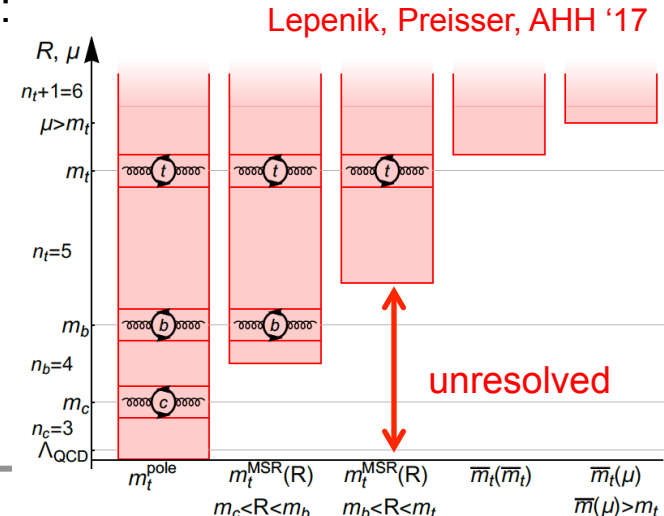 :
Lepenik, Preisser, AHH '17
R, μ
n_t+1=6
μ>m_t
m_t
t t t
n_t=5
m_b
b b
n_b=4
unresolved
m_c
c
n_c=3
Λ_QCD
m_t^pole m_t^MSR(R) m_t^MSR(R) m̅_t(m̅_t) m̅_t(μ)
m_c<R<m_b m_b<R<m_t m̅(μ)>m_t